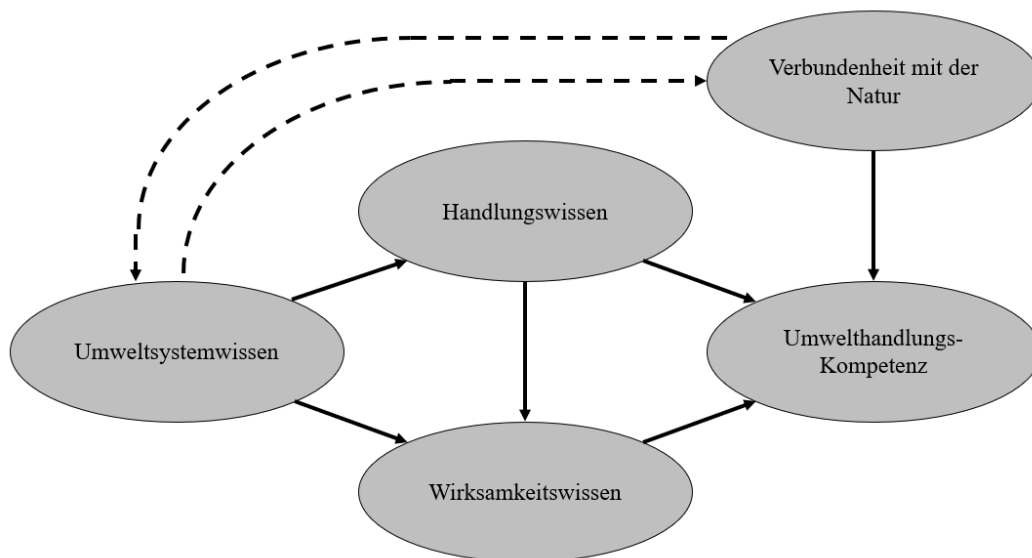 Verbundenheit mit der
Natur
Handlungswissen
Umweltsystemwissen
Umwelthandlungs-
Kompetenz
Wirksamkeitswissen